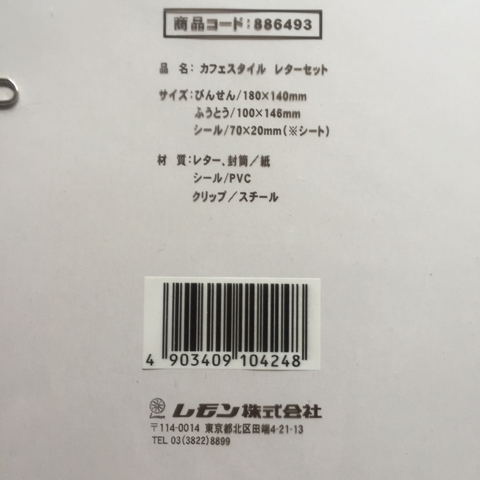 商品コード:886493
品 名:カフェスタイル レターセット
サイズ:びんせん/180×140mm
ふうとう/100×146mm
シール/70×20mm(※シート)
材 質:レター、封筒/紙
シール/PVC
クリップ/スチール
4 903409 104248
レモン株式会社
〒114-0014 東京都北区田端4-21-13
TEL 03(3822)8899